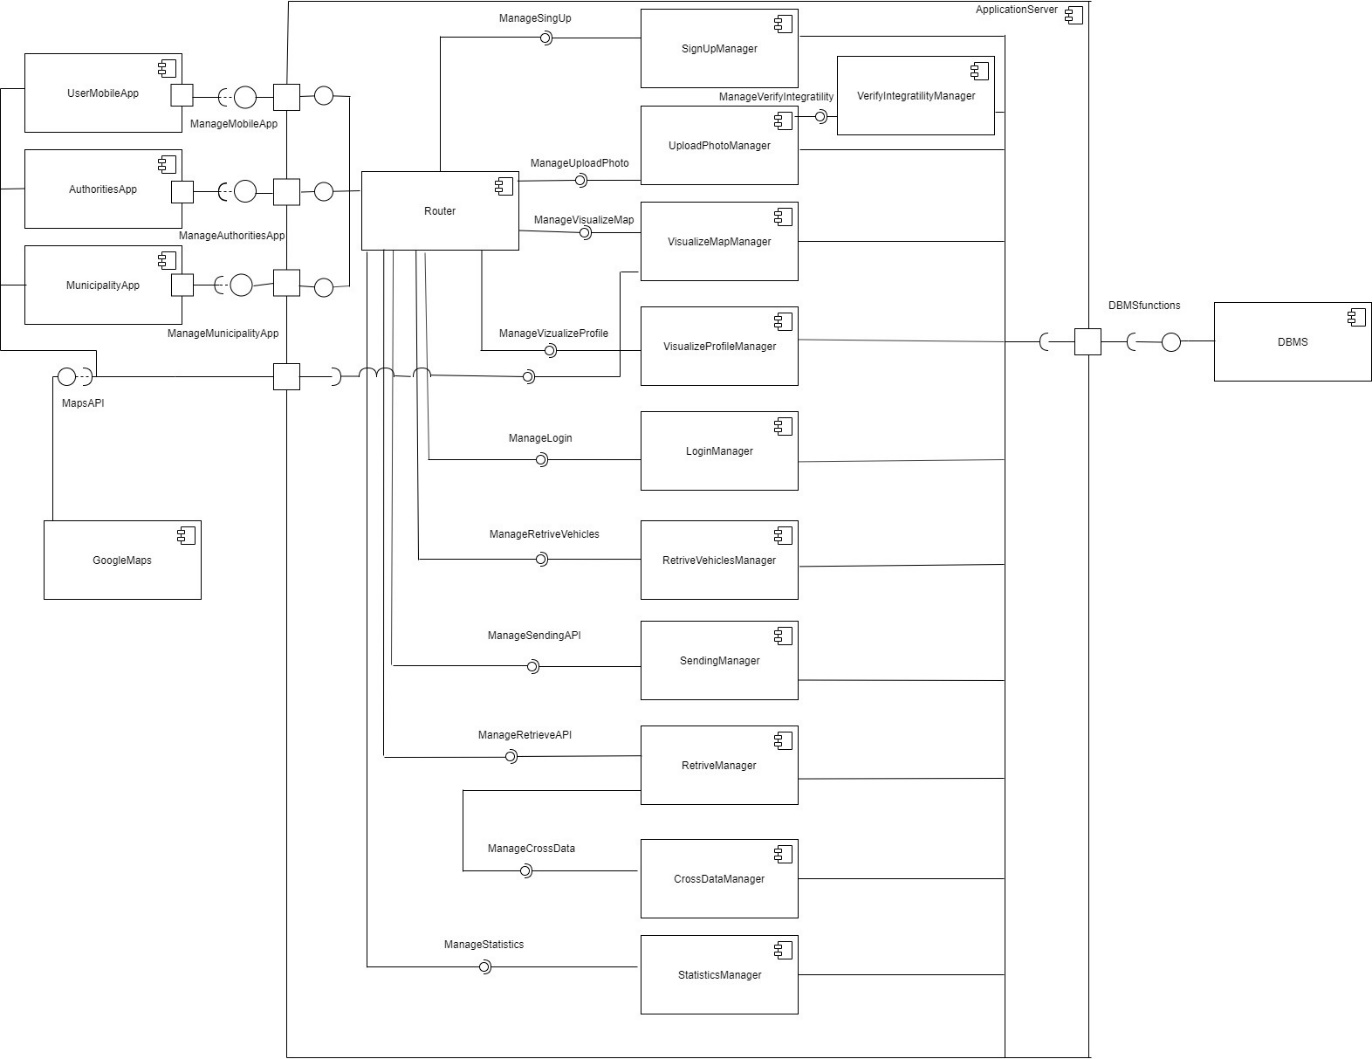 ApplicationServer
ManageSingUp
SignUpManager
UserMobileApp
ManageMobileApp
ManageVerifyIntegratility
VerifyIntegratilityManager
UploadPhotoManager
ManageUploadPhoto
AuthoritiesApp
ManageAuthoritiesApp
Router
ManageVisualizeMap
VisualizeMapManager
MunicipalityApp
ManageMunicipalityApp
ManageVizualizeProfile
VisualizeProfileManager
DBMSfunctions
DBMS
MapsAPI
ManageLogin
LoginManager
GoogleMaps
ManageRetriveVehicles
RetriveVehiclesManager
ManageSendingAPI
SendingManager
ManageRetrieveAPI
RetriveManager
ManageCrossData
CrossDataManager
ManageStatistics
StatisticsManager